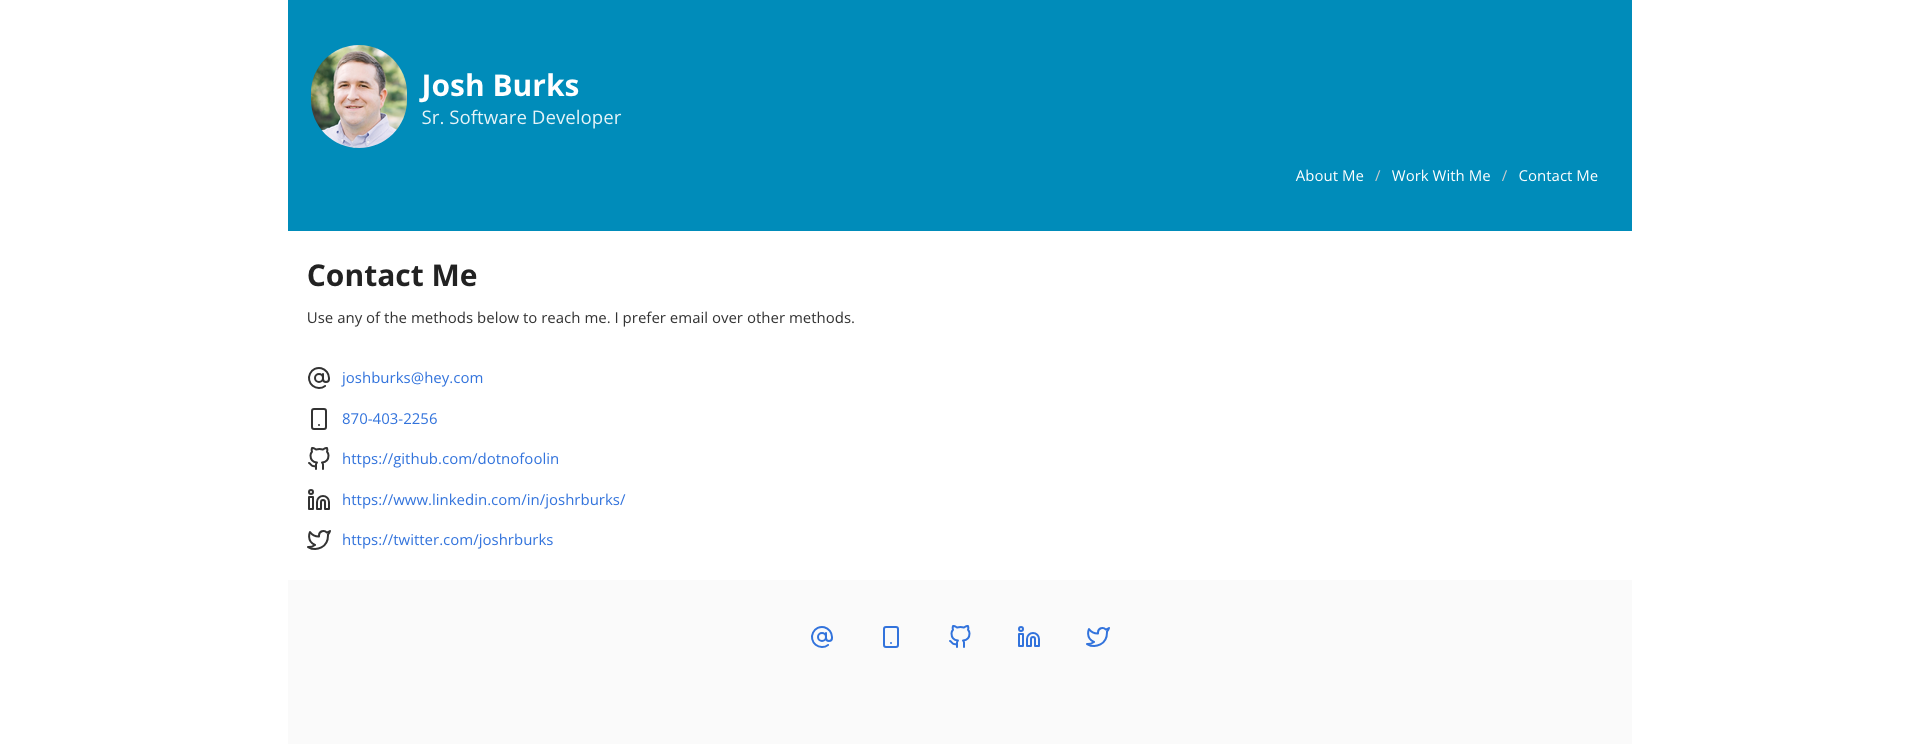 Josh Burks
Sr. Software Developer
About Me / Work With Me / Contact Me
Contact Me
Use any of the methods below to reach me. I prefer email over other methods.
joshburks@hey.com
870-403-2256
https://github.com/dotnofoolin
https://www.linkedin.com/in/joshrburks/
https://twitter.com/joshrburks